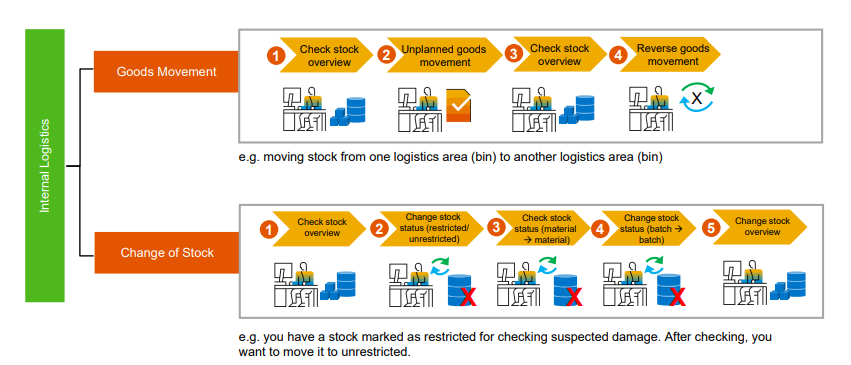 Internal Logistics
Goods Movement
1
Check stock
overview
2
Unplanned goods
movement
3
Check stock
overview
4
Reverse goods
movement
X
e.g. moving stock from one logistics area (bin) to another logistics area (bin)
Change of Stock
1
Check stock
overview
2
Change stock
status (restricted/
unrestricted)
3
Check stock
status (material
→ material)
4
Change stock
status (batch →
batch)
5
Change stock
overview
e.g. you have a stock marked as restricted for checking suspected damage. After checking, you
want to move it to unrestricted.